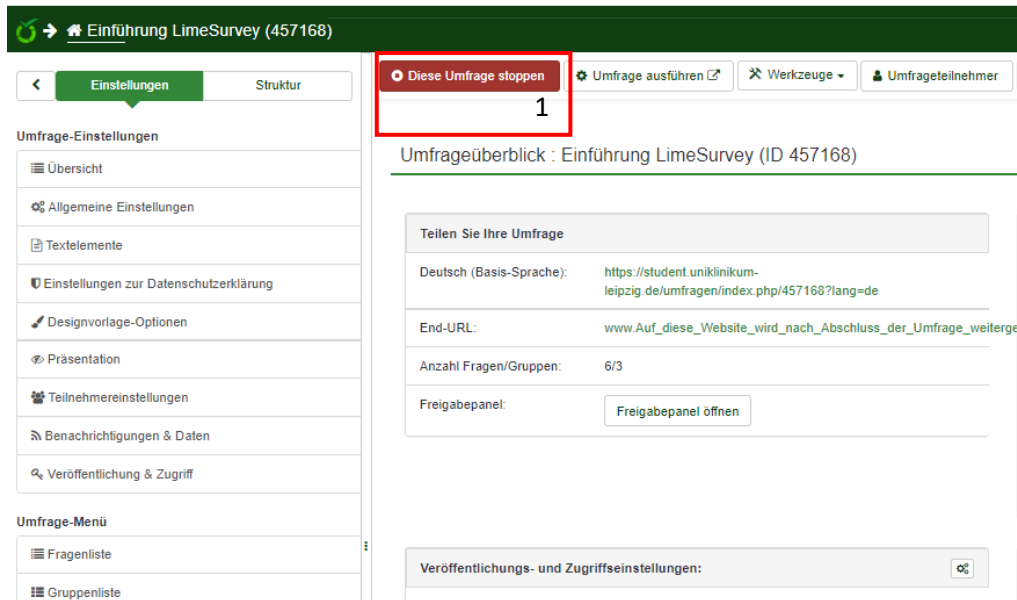 Einführung LimeSurvey (457168)
Einstellungen
Struktur
Diese Umfrage stoppen
Umfrage ausführen
Werkzeuge
Umfrageteilnehmer
1
Umfrage-Einstellungen
Übersicht
Allgemeine Einstellungen
Textelemente
Einstellungen zur Datenschutzerklärung
Designvorlage-Optionen
Präsentation
Teilnehmereinstellungen
Benachrichtigungen & Daten
Veröffentlichung & Zugriff
Umfrage-Menü
Fragenliste
Gruppenliste
Umfrageüberblick : Einführung LimeSurvey (ID 457168)
Teilen Sie Ihre Umfrage
Deutsch (Basis-Sprache):
https://student.uniklinikum-
leipzig.de/umfragen/index.php/457168?lang=de
End-URL:
www.Auf_diese_Website_wird_nach_Abschluss_der_Umfrage_weiterge
Anzahl Fragen/Gruppen:
6/3
Freigabepanel:
Freigabepanel öffnen
Veröffentlichungs- und Zugriffseinstellungen: